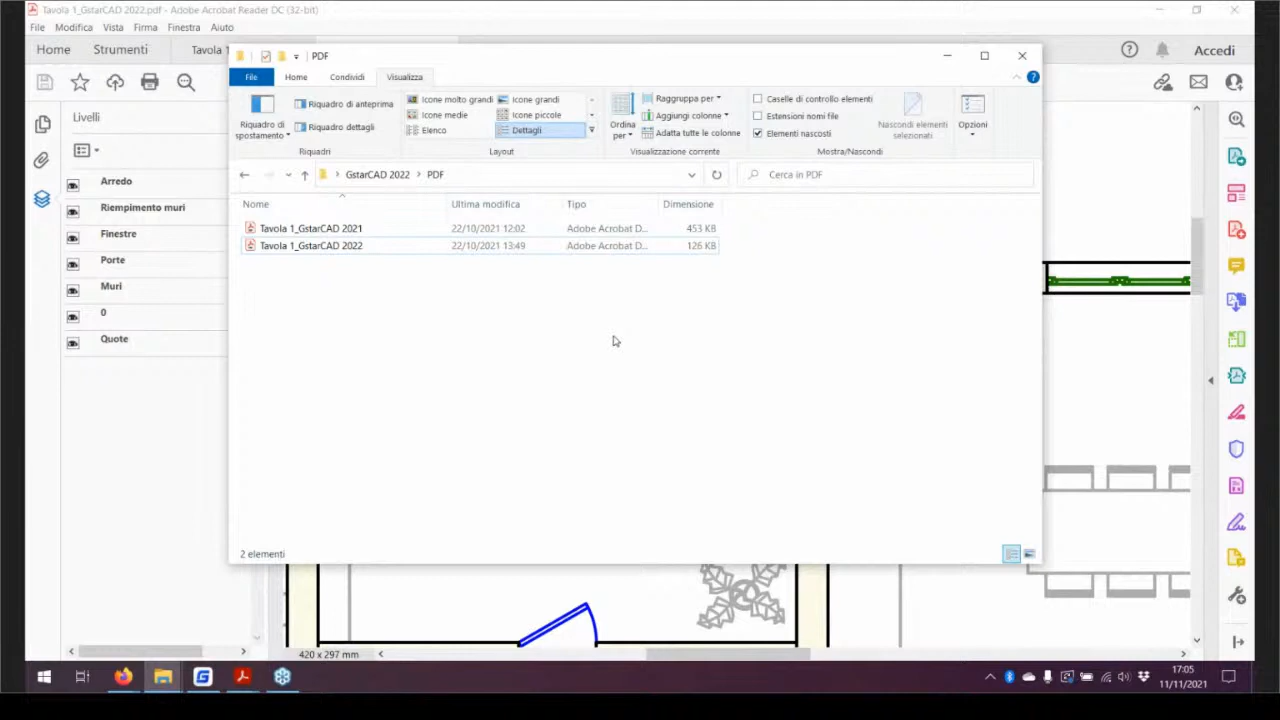 Tavola 1_GstarCAD 2022.pdf - Adobe Acrobat Reader DC (32-bit)
File Modifica Vista Firma Finestra Aiuto
Home Strumenti Tavola 1 Accedi
PDF
File Home Condividi Visualizza
Riquadro di spostamento
Riquadro di anteprima
Riquadro dettagli
Riquadri
Icone molto grandi Icone grandi
Icone medie Icone piccole
Elenco Dettagli
Layout
Ordina per
Raggruppa per
Aggiungi colonne
Adatta tutte le colonne
Visualizzazione corrente
Caselle di controllo elementi
Estensioni nomi file
Elementi nascosti
Nascondi elementi selezionati
Mostra/Nascondi
Opzioni
GstarCAD 2022 > PDF
Cerca in PDF
Nome Ultima modifica Tipo Dimensione
Tavola 1_GstarCAD 2021 22/10/2021 12:02 Adobe Acrobat D... 453 KB
Tavola 1_GstarCAD 2022 22/10/2021 13:49 Adobe Acrobat D... 126 KB
2 elementi
Livelli
Arredo
Riempimento muri
Finestre
Porte
Muri
0
Quote
420 x 297 mm
17:05
11/11/2021